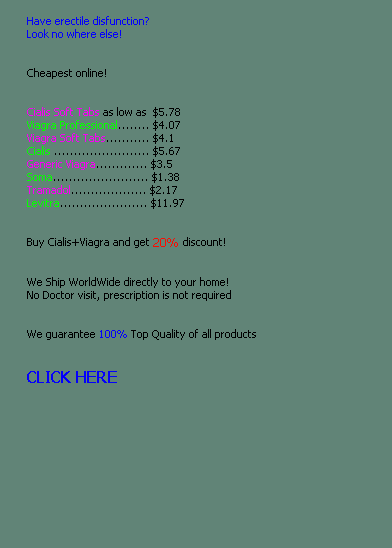 Have erectile disfunction?
Look no where else!
Cheapest online!
Cialis Soft Tabs as low as $5.78
Viagra Professional........ $4.07
Viagra Soft Tabs........... $4.1
Cialis........................ $5.67
Generic Viagra............. $3.5
Soma........................ $1.38
Tramadol................... $2.17
Levitra...................... $11.97
Buy Cialis+Viagra and get 20% discount!
We Ship WorldWide directly to your home!
No Doctor visit, prescription is not required
We guarantee 100% Top Quality of all products
CLICK HERE